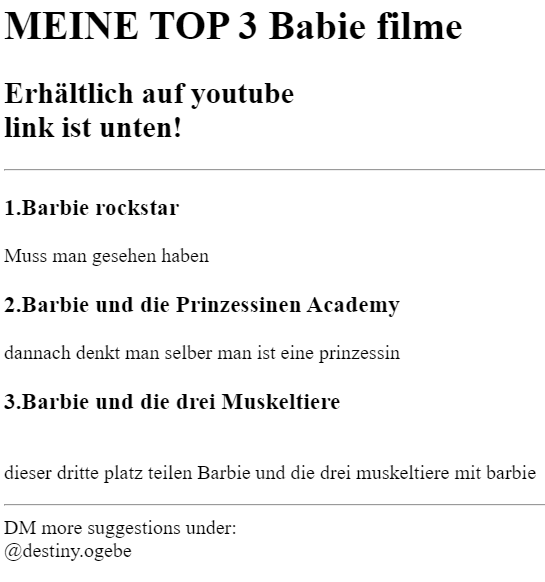 MEINE TOP 3 Babie filme
Erhältlich auf youtube
link ist unten!
1.Barbie rockstar
Muss man gesehen haben
2.Barbie und die Prinzessinen Academy
dannach denkt man selber man ist eine prinzessin
3.Barbie und die drei Muskeltiere
dieser dritte platz teilen Barbie und die drei muskeltiere mit barbie
DM more suggestions under:
@destiny.ogebe